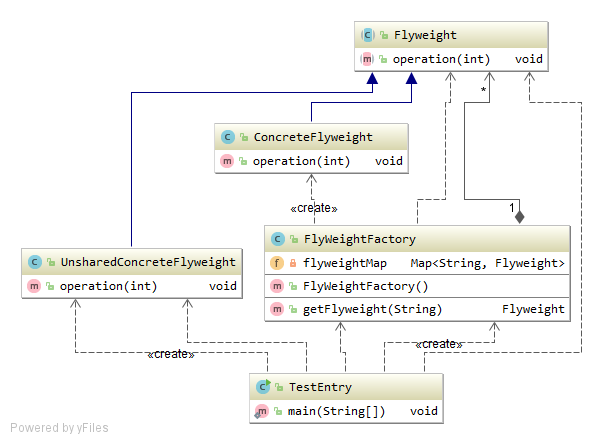 Flyweight
operation(int) void
*
ConcreteFlyweight
operation(int) void
«create»
1
FlyWeightFactory
flyweightMap Map<String, Flyweight>
FlyWeightFactory()
getFlyweight(String) Flyweight
UnsharedConcreteFlyweight
operation(int) void
«create»
«create»
TestEntry
main(String[]) void
Powered by yFiles